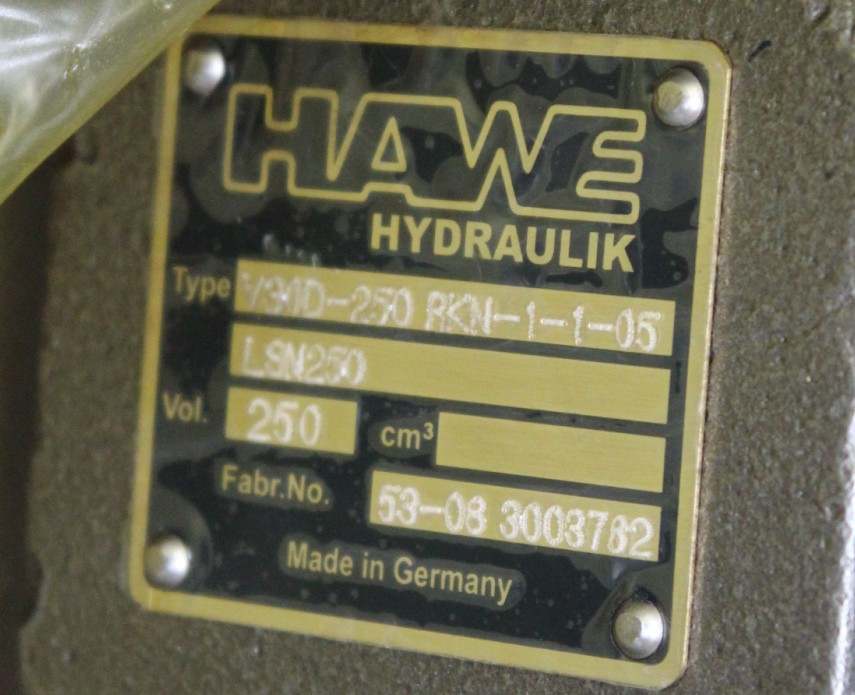 HAWE
HYDRAULIK
Type V30D-250 RKN-1-1-05
LSN250
Vol. 250 cm³
Fabr.No. 53-08 3003762
Made in Germany